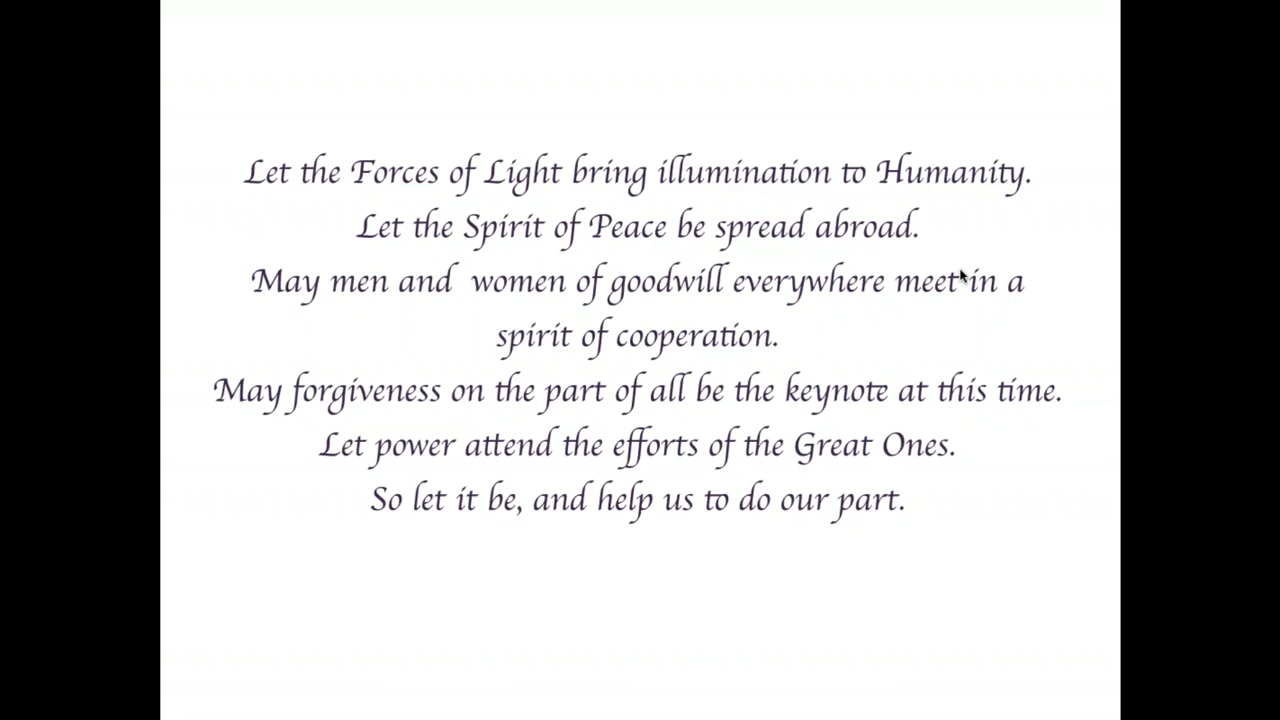 Let the Forces of Light bring illumination to Humanity.
Let the Spirit of Peace be spread abroad.
May men and  women of goodwill everywhere meet in a
spirit of cooperation.
May forgiveness on the part of all be the keynote at this time.
Let power attend the efforts of the Great Ones.
So let it be, and help us to do our part.